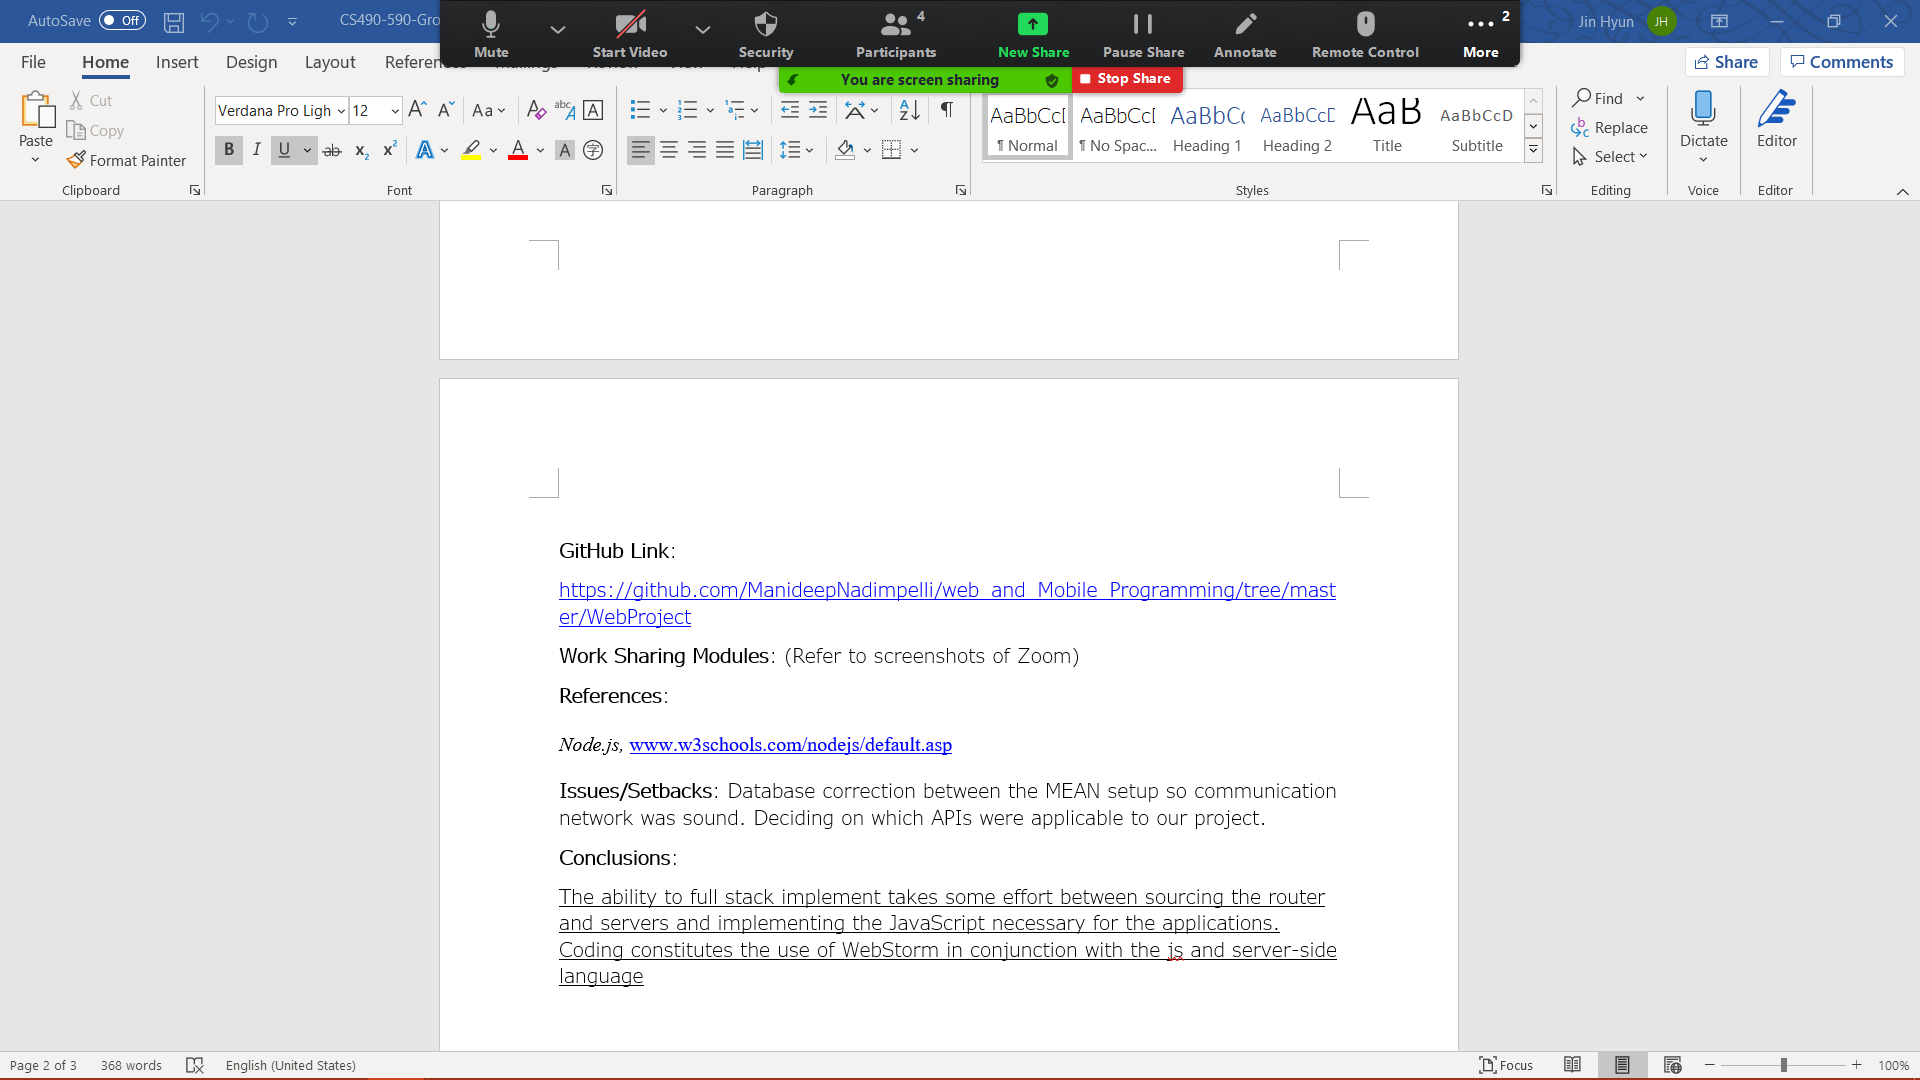 AutoSave Off
CS490-590-Gro
Mute
Start Video
Security
4
Participants
New Share
Pause Share
Annotate
Remote Control
2
More
Jin Hyun JH
You are screen sharing
Stop Share
File Home Insert Design Layout References Mailings Review View Help
Share Comments
Paste
Cut
Copy
Format Painter
Clipboard
Verdana Pro Ligh 12
Font
Paragraph
AaBbCcI AaBbCcI AaBbCc AaBbCcD AaB AaBbCcD
¶ Normal ¶ No Spac... Heading 1 Heading 2 Title Subtitle
Styles
Find
Replace
Select
Editing
Dictate
Voice
Editor
Editor
GitHub Link:
https://github.com/ManideepNadimpelli/web_and_Mobile_Programming/tree/mast
er/WebProject
Work Sharing Modules: (Refer to screenshots of Zoom)
References:
Node.js, www.w3schools.com/nodejs/default.asp
Issues/Setbacks: Database correction between the MEAN setup so communication
network was sound. Deciding on which APIs were applicable to our project.
Conclusions:
The ability to full stack implement takes some effort between sourcing the router
and servers and implementing the JavaScript necessary for the applications.
Coding constitutes the use of WebStorm in conjunction with the js and server-side
language
Page 2 of 3 368 words English (United States) Focus 100%